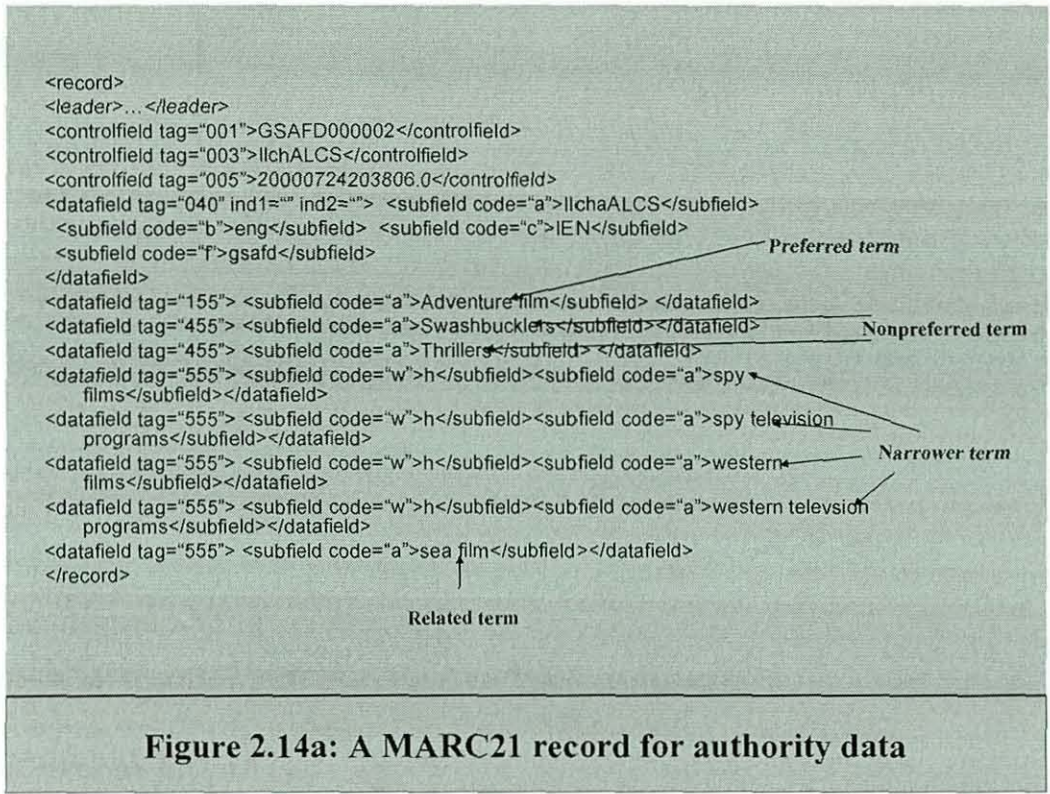 <record>
<leader>...</leader>
<controlfield tag="001">GSAFD000002</controlfield>
<controlfield tag="003">IlchALCS</controlfield>
<controlfield tag="005">20000724203806.0</controlfield>
<datafield tag="040" ind1="" ind2=""> <subfield code="a">IlchaALCS</subfield>
<subfield code="b">eng</subfield> <subfield code="c">IEN</subfield>
<subfield code="f">gsafd</subfield>
Preferred term
</datafield>
<datafield tag="155"> <subfield code="a">Adventure film</subfield> </datafield>
<datafield tag="455"> <subfield code="a">Swashbucklers</subfield></datafield>
Nonpreferred term
<datafield tag="455"> <subfield code="a">Thrillers</subfield> </datafield>
<datafield tag="555"> <subfield code="w">h</subfield><subfield code="a">spy
films</subfield></datafield>
<datafield tag="555"> <subfield code="w">h</subfield><subfield code="a">spy television
programs</subfield></datafield>
Narrower term
<datafield tag="555"> <subfield code="w">h</subfield><subfield code="a">western
films</subfield></datafield>
<datafield tag="555"> <subfield code="w">h</subfield><subfield code="a">western televsion
programs</subfield></datafield>
<datafield tag="555"> <subfield code="a">sea film</subfield></datafield>
</record>
Related term
Figure 2.14a: A MARC21 record for authority data